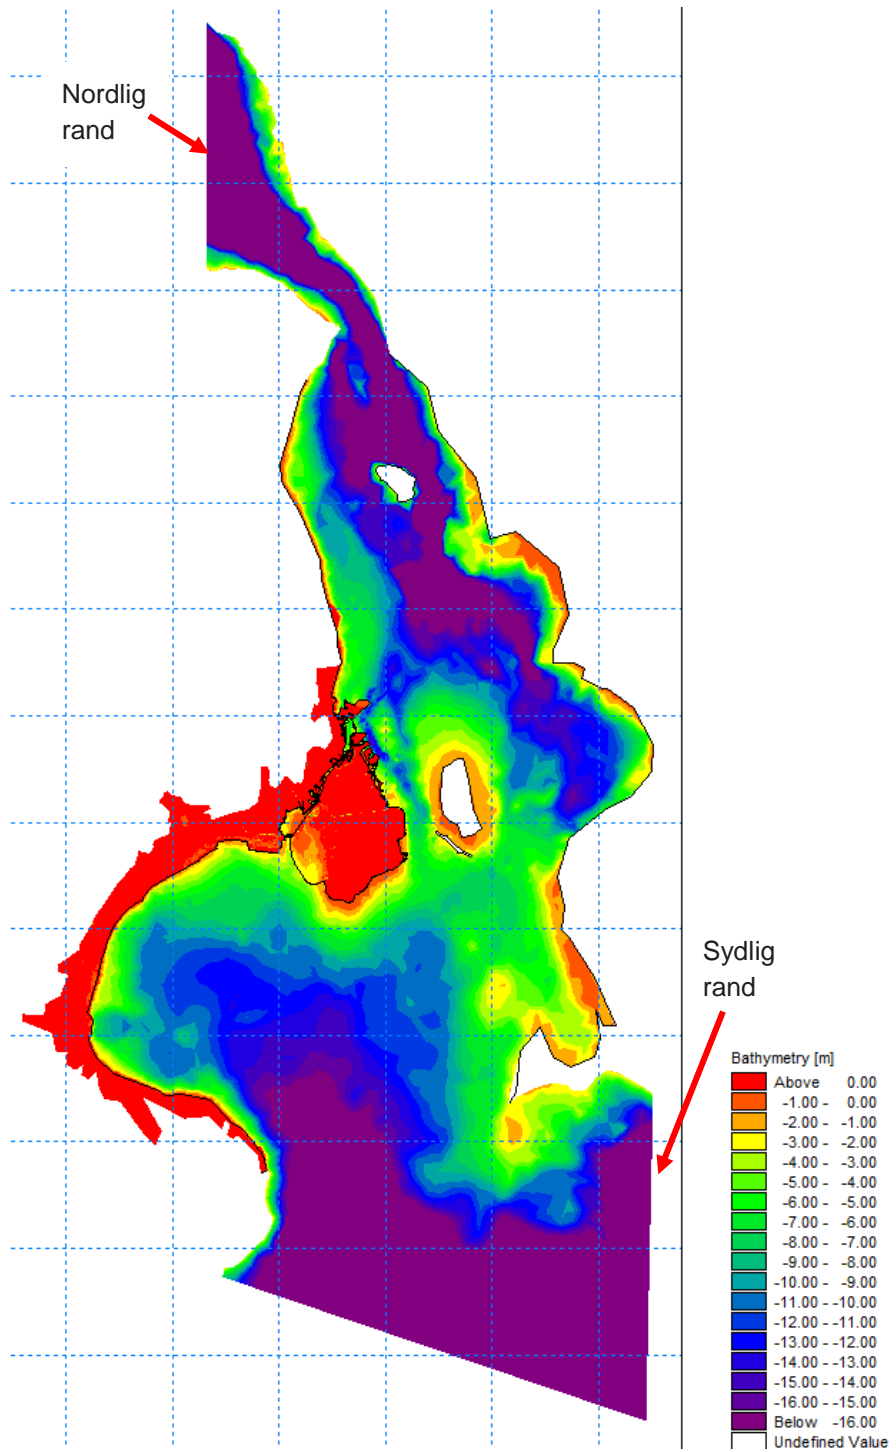 Nordlig
rand
Sydlig
rand
Bathymetry [m]
Above 0.00
-1.00 - 0.00
-2.00 - -1.00
-3.00 - -2.00
-4.00 - -3.00
-5.00 - -4.00
-6.00 - -5.00
-7.00 - -6.00
-8.00 - -7.00
-9.00 - -8.00
-10.00 - -9.00
-11.00 - -10.00
-12.00 - -11.00
-13.00 - -12.00
-14.00 - -13.00
-15.00 - -14.00
-16.00 - -15.00
Below -16.00
Undefined Value